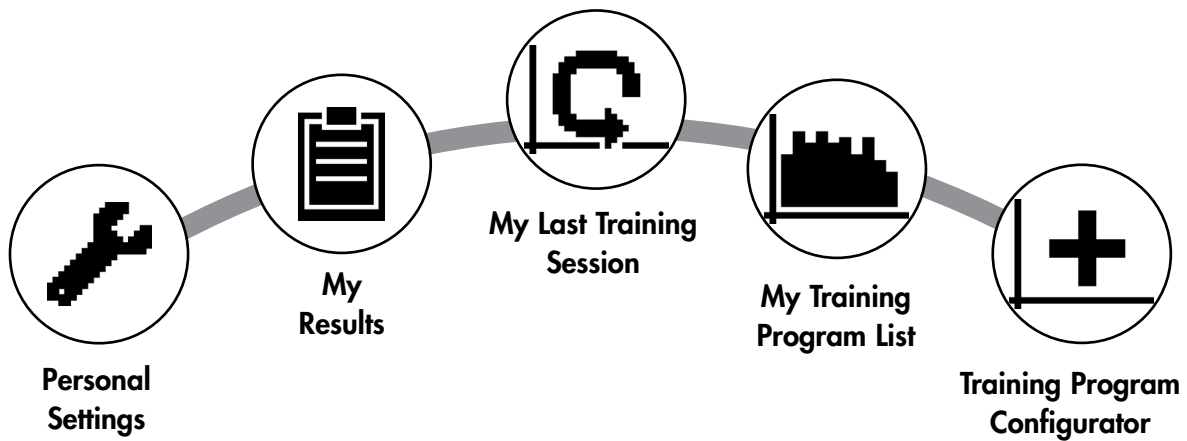 Personal
Settings
My
Results
My Last Training
Session
My Training
Program List
Training Program
Configurator